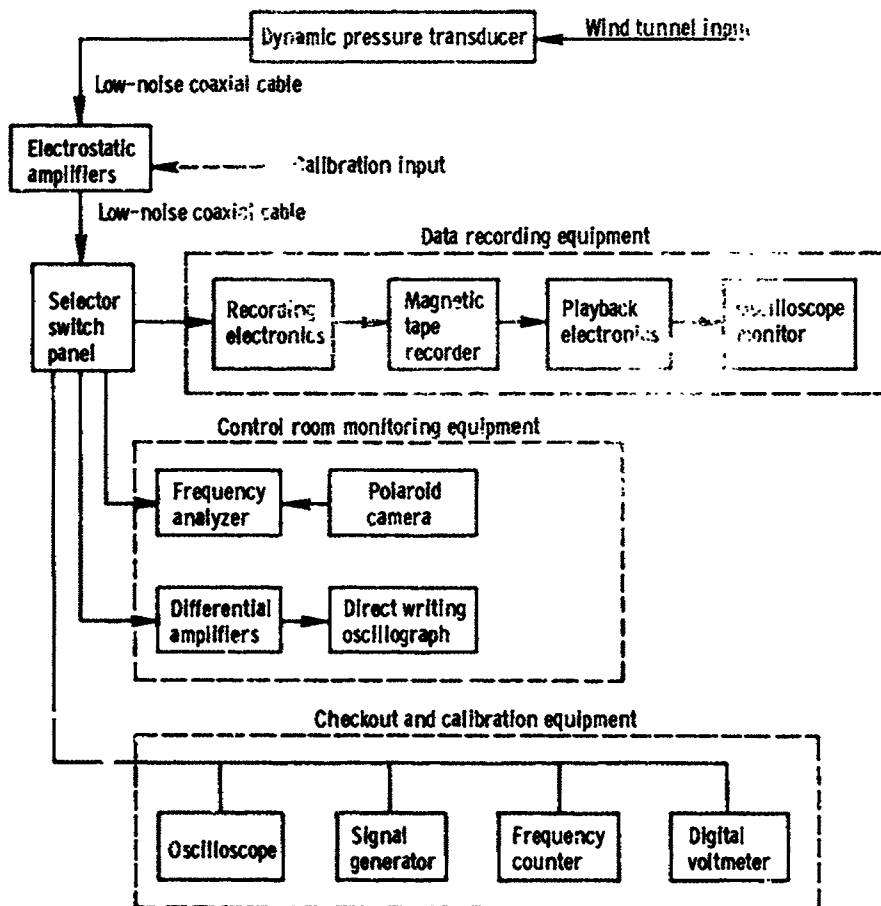 Dynamic pressure transducer
Wind tunnel input
Low-noise coaxial cable
Electrostatic
amplifiers
Calibration input
Low-noise coaxial cable
Data recording equipment
Selector
switch
panel
Recording
electronics
Magnetic
tape
recorder
Playback
electronics
Oscilloscope
monitor
Control room monitoring equipment
Frequency
analyzer
Polaroid
camera
Differential
amplifiers
Direct writing
oscillograph
Checkout and calibration equipment
Oscilloscope
Signal
generator
Frequency
counter
Digital
voltmeter